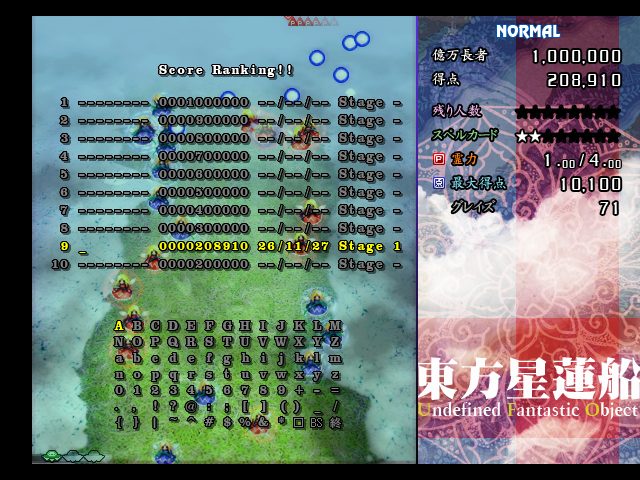 Score Ranking!!
1 -------- 0001000000 --/--/-- Stage -
2 -------- 0000900000 --/--/-- Stage -
3 -------- 0000800000 --/--/-- Stage -
4 -------- 0000700000 --/--/-- Stage -
5 -------- 0000600000 --/--/-- Stage -
6 -------- 0000500000 --/--/-- Stage -
7 -------- 0000400000 --/--/-- Stage -
8 -------- 0000300000 --/--/-- Stage -
9 _ 0000208910 26/11/27 Stage 1
10 -------- 0000200000 --/--/-- Stage -
A B C D E F G H I J K L M
N O P Q R S T U V W X Y Z
a b c d e f g h i j k l m
n o p q r s t u v w x y z
0 1 2 3 4 5 6 7 8 9 + - =
. , ! ? @ : ; [ ] ( ) _ /
{ } | ~ ^ # $ % & * □ BS 終
NORMAL
億万長者 1,000,000
得点 208,910
残り人数
スペルカード
P 霊力 1.00/4.00
点 最大得点 10,100
グレイズ 71
東方星蓮船
Undefined Fantastic Object